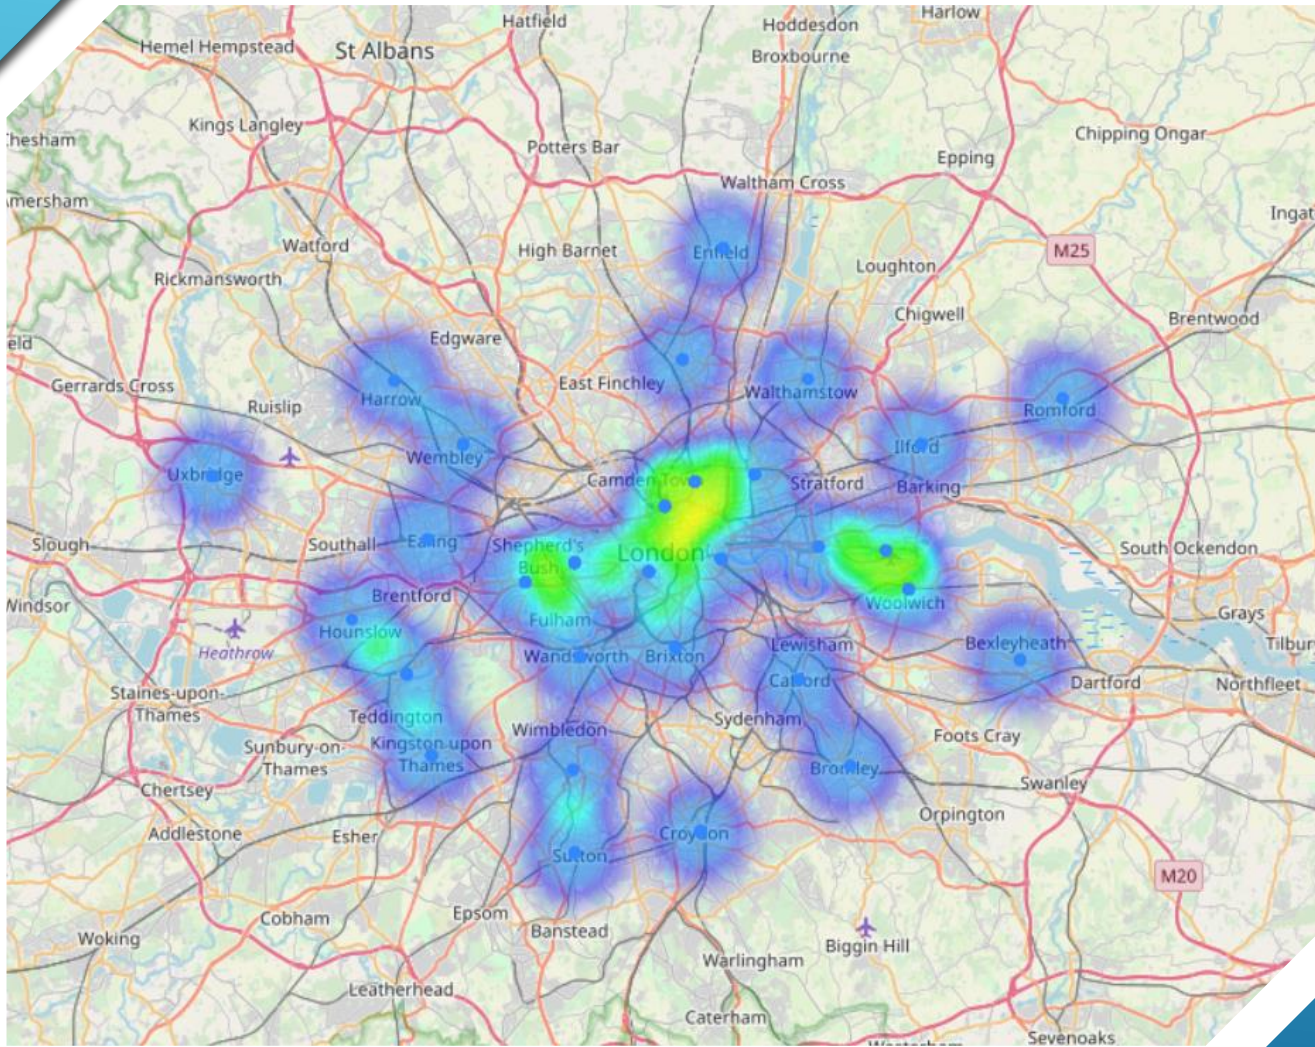 Hatfield
Hoddesdon
Harlow
Hemel Hempstead
St Albans
Broxbourne
Kings Langley
Chesham
Potters Bar
Chipping Ongar
Epping
Waltham Cross
mersham
Ingat
Watford
High Barnet
Enfield
M25
Rickmansworth
Loughton
Chigwell
Brentwood
eld
Edgware
Gerrards Cross
East Finchley
Walthamstow
Harrow
Ruislip
Romford
Ilford
Wembley
Uxbridge
Camden Town
Stratford
Barking
Slough
Southall
Ealing
Shepherd's
Bush
London
South Ockendon
Windsor
Brentford
Woolwich
Grays
Fulham
Hounslow
Heathrow
Lewisham
Bexleyheath
Tilbur
Wandsworth
Brixton
Catford
Dartford
Northfleet
Staines-upon-
Thames
Teddington
Wimbledon
Sydenham
Foots Cray
Sunbury-on-
Thames
Kingston upon
Thames
Bromley
Swanley
Chertsey
Orpington
Addlestone
Esher
Croydon
Sutton
M20
Epsom
Cobham
Banstead
Woking
Biggin Hill
Warlingham
Leatherhead
Caterham
Sevenoaks